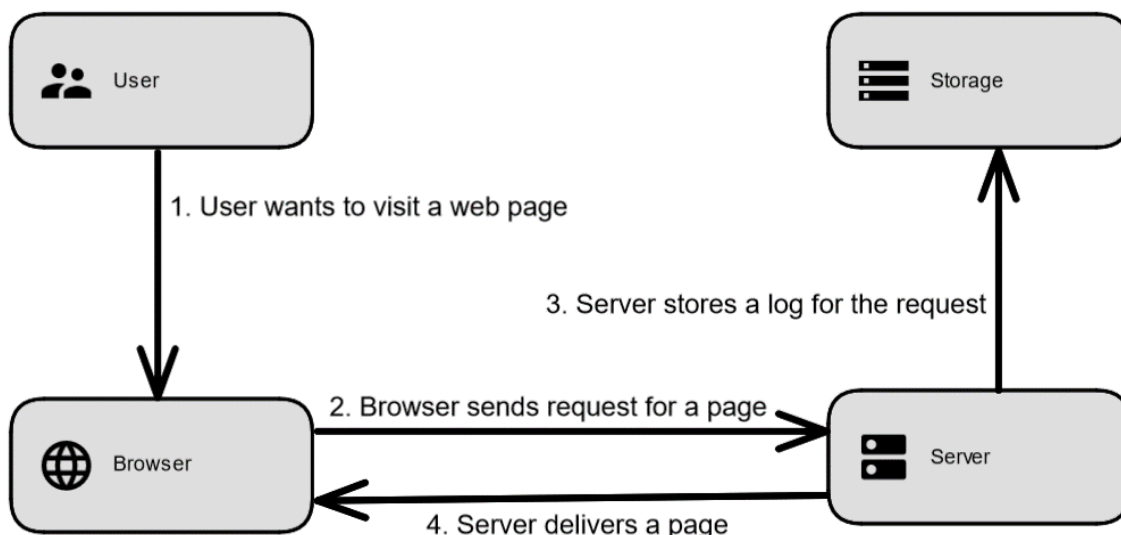 User
Storage
1. User wants to visit a web page
3. Server stores a log for the request
2. Browser sends request for a page
Browser
Server
4. Server delivers a page